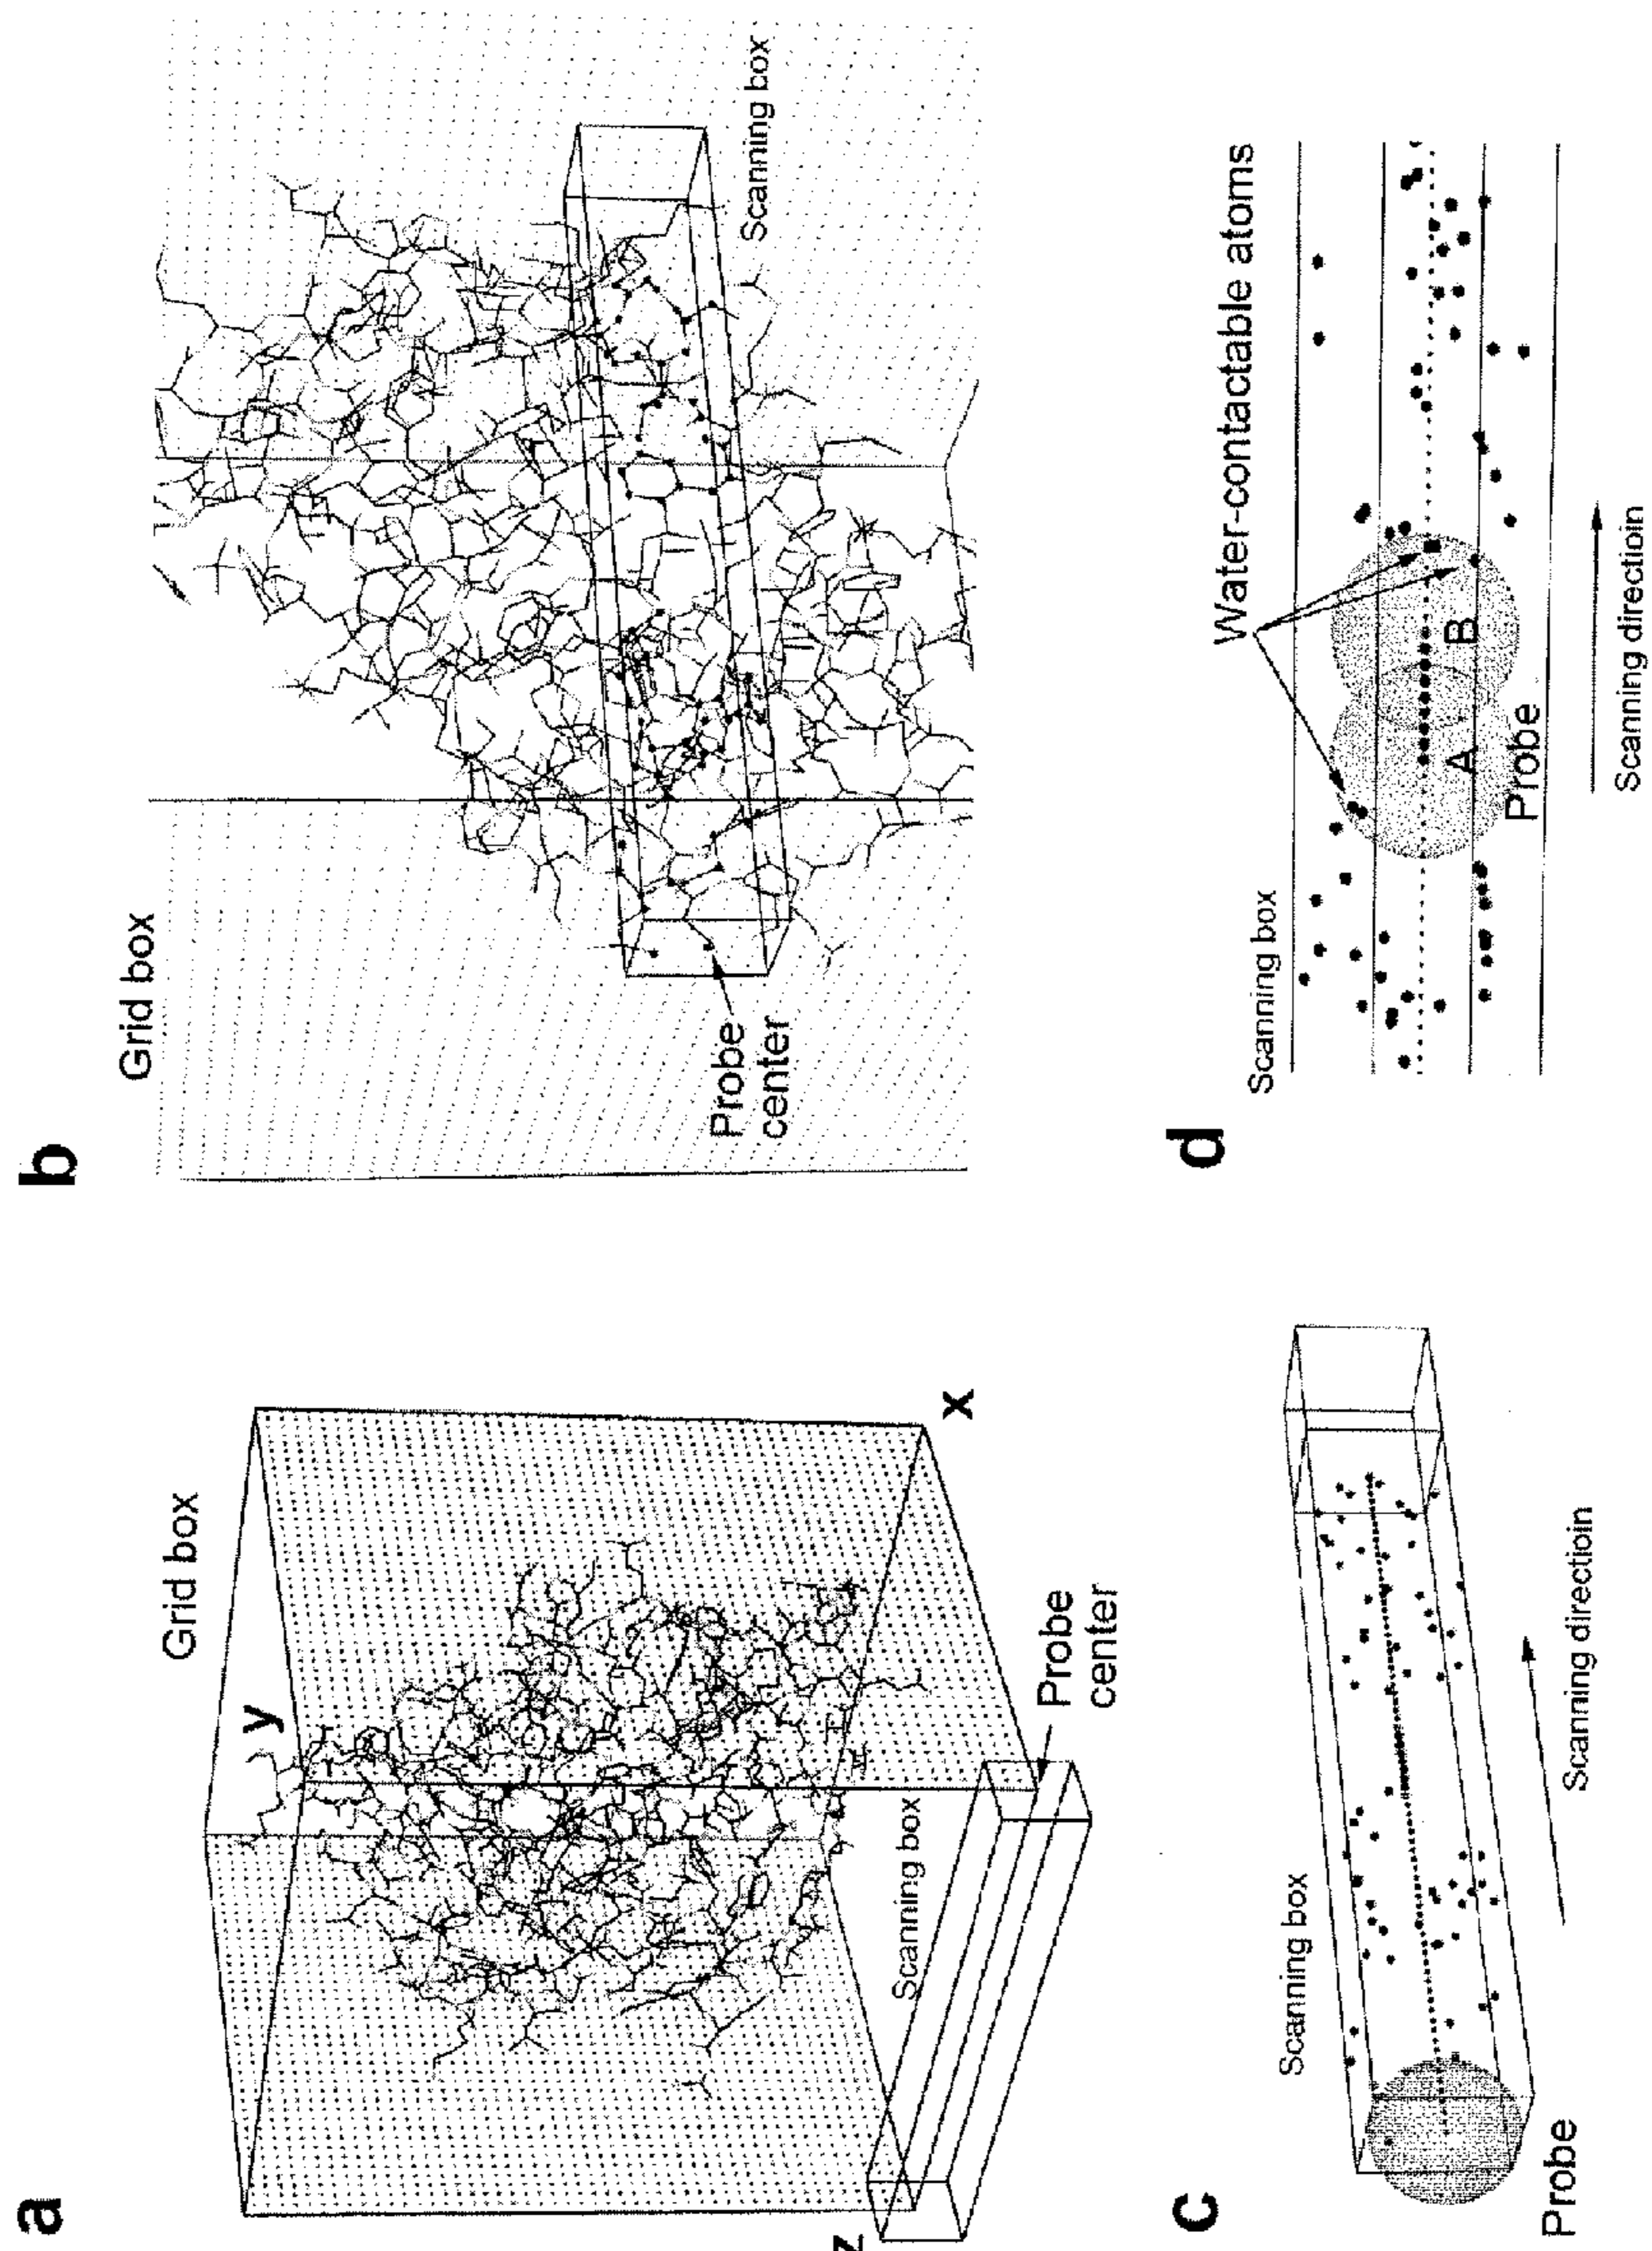 a
Grid box
y
x
z
Scanning box
Probe
center
b
Grid box
Scanning box
Probe
center
c
Scanning box
Probe
Scanning directioin
d
Water-contactable atoms
Scanning box
A
B
Probe
Scanning directioin